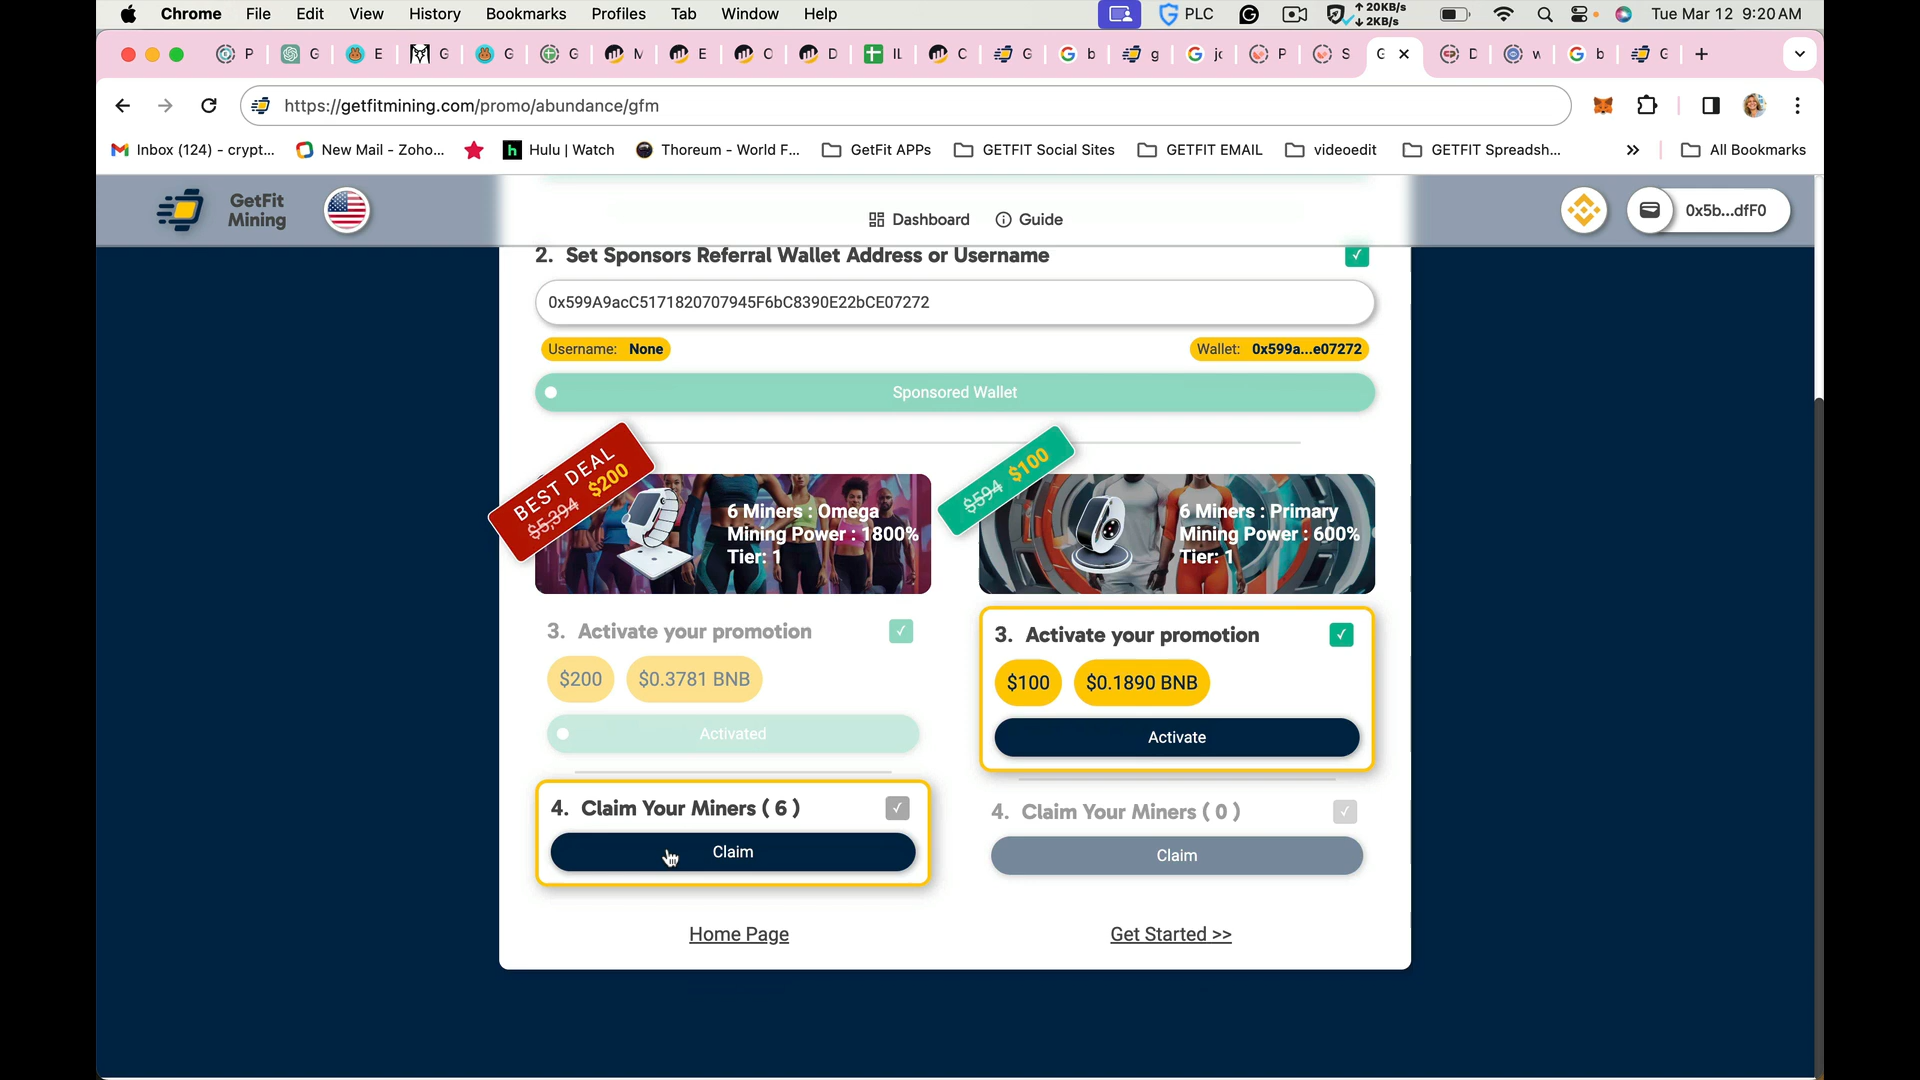 Chrome File Edit View History Bookmarks Profiles Tab Window Help PLC 20KB/s 2KB/s Tue Mar 12 9:20 AM
P G E G G G M E C D IL C G b g jc P S G D w b G
https://getfitmining.com/promo/abundance/gfm
Inbox (124) - crypt... New Mail - Zoho... Hulu | Watch Thoreum - World F... GetFit APPs GETFIT Social Sites GETFIT EMAIL videoedit GETFIT Spreadsh... » All Bookmarks
GetFit Mining
Dashboard Guide
0x5b...dfF0
2. Set Sponsors Referral Wallet Address or Username
0x599A9acC5171820707945F6bC8390E22bCE07272
Username: None Wallet: 0x599a...e07272
Sponsored Wallet
BEST DEAL
$5,394 $200
6 Miners : Omega
Mining Power : 1800%
Tier: 1
$594 $100
6 Miners : Primary
Mining Power : 600%
Tier: 1
3. Activate your promotion
$200 $0.3781 BNB
Activated
4. Claim Your Miners ( 6 )
Claim
3. Activate your promotion
$100 $0.1890 BNB
Activate
4. Claim Your Miners ( 0 )
Claim
Home Page Get Started >>